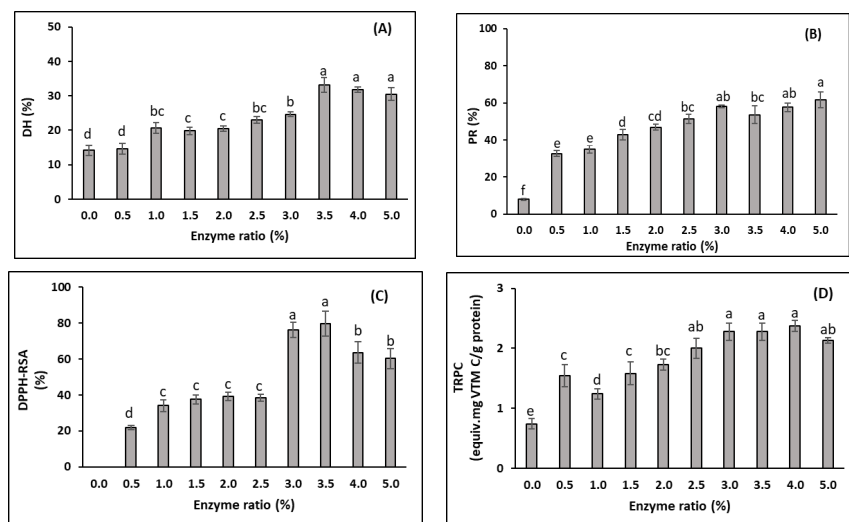 (A)
DH (%)
50
40
30
20
10
0
d d bc c c bc b a a a
0.0 0.5 1.0 1.5 2.0 2.5 3.0 3.5 4.0 5.0
Enzyme ratio (%)
(B)
PR (%)
100
80
60
40
20
0
f e e d cd bc ab bc ab a
0.0 0.5 1.0 1.5 2.0 2.5 3.0 3.5 4.0 5.0
Enzyme ratio (%)
(C)
DPPH-RSA
(%)
100
80
60
40
20
0
d c c c c a a b b
0.0 0.5 1.0 1.5 2.0 2.5 3.0 3.5 4.0 5.0
Enzyme ratio (%)
(D)
TRPC
(equiv.mg VTM C/g protein)
3
2
1
0
e c d c bc ab a a a ab
0.0 0.5 1.0 1.5 2.0 2.5 3.0 3.5 4.0 5.0
Enzyme ratio (%)